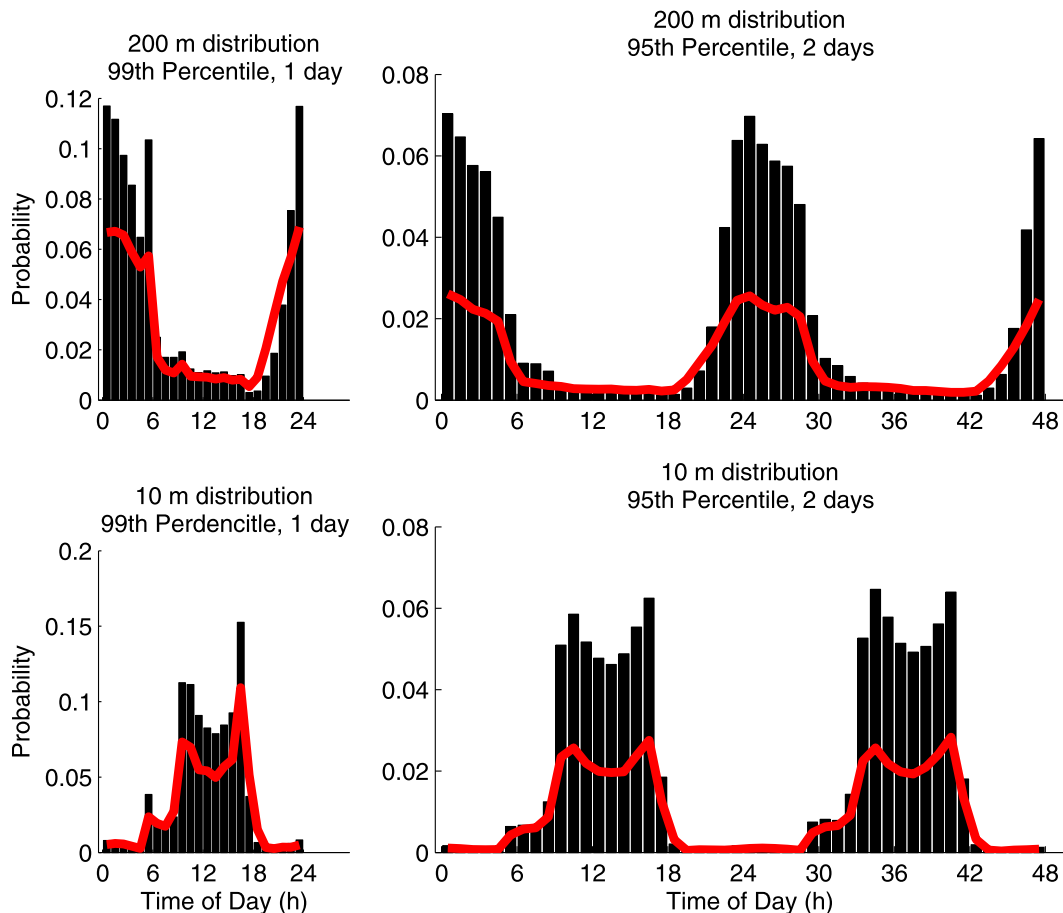 200 m distribution
99th Percentile, 1 day
200 m distribution
95th Percentile, 2 days
0.12
0.1
0.08
0.06
0.04
0.02
0
Probability
0 6 12 18 24
0.08
0.06
0.04
0.02
0
0 6 12 18 24 30 36 42 48
10 m distribution
99th Perdencitle, 1 day
10 m distribution
95th Percentile, 2 days
0.2
0.15
0.1
0.05
0
Probability
0 6 12 18 24
Time of Day (h)
0.08
0.06
0.04
0.02
0
0 6 12 18 24 30 36 42 48
Time of Day (h)